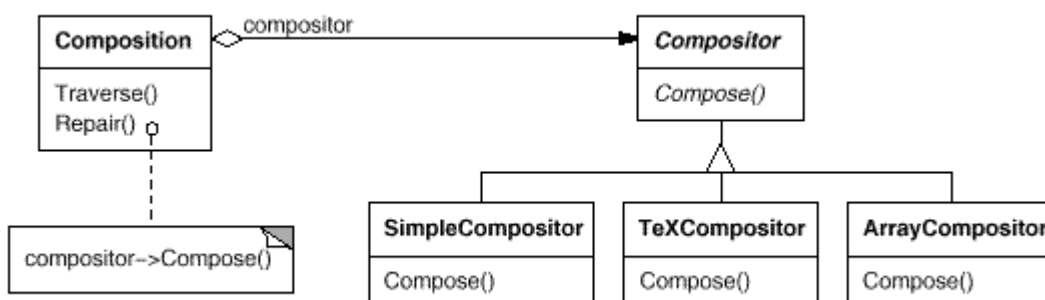 compositor
Composition
Compositor
Traverse()
Repair()
Compose()
compositor->Compose()
SimpleCompositor
TeXCompositor
ArrayCompositor
Compose()
Compose()
Compose()